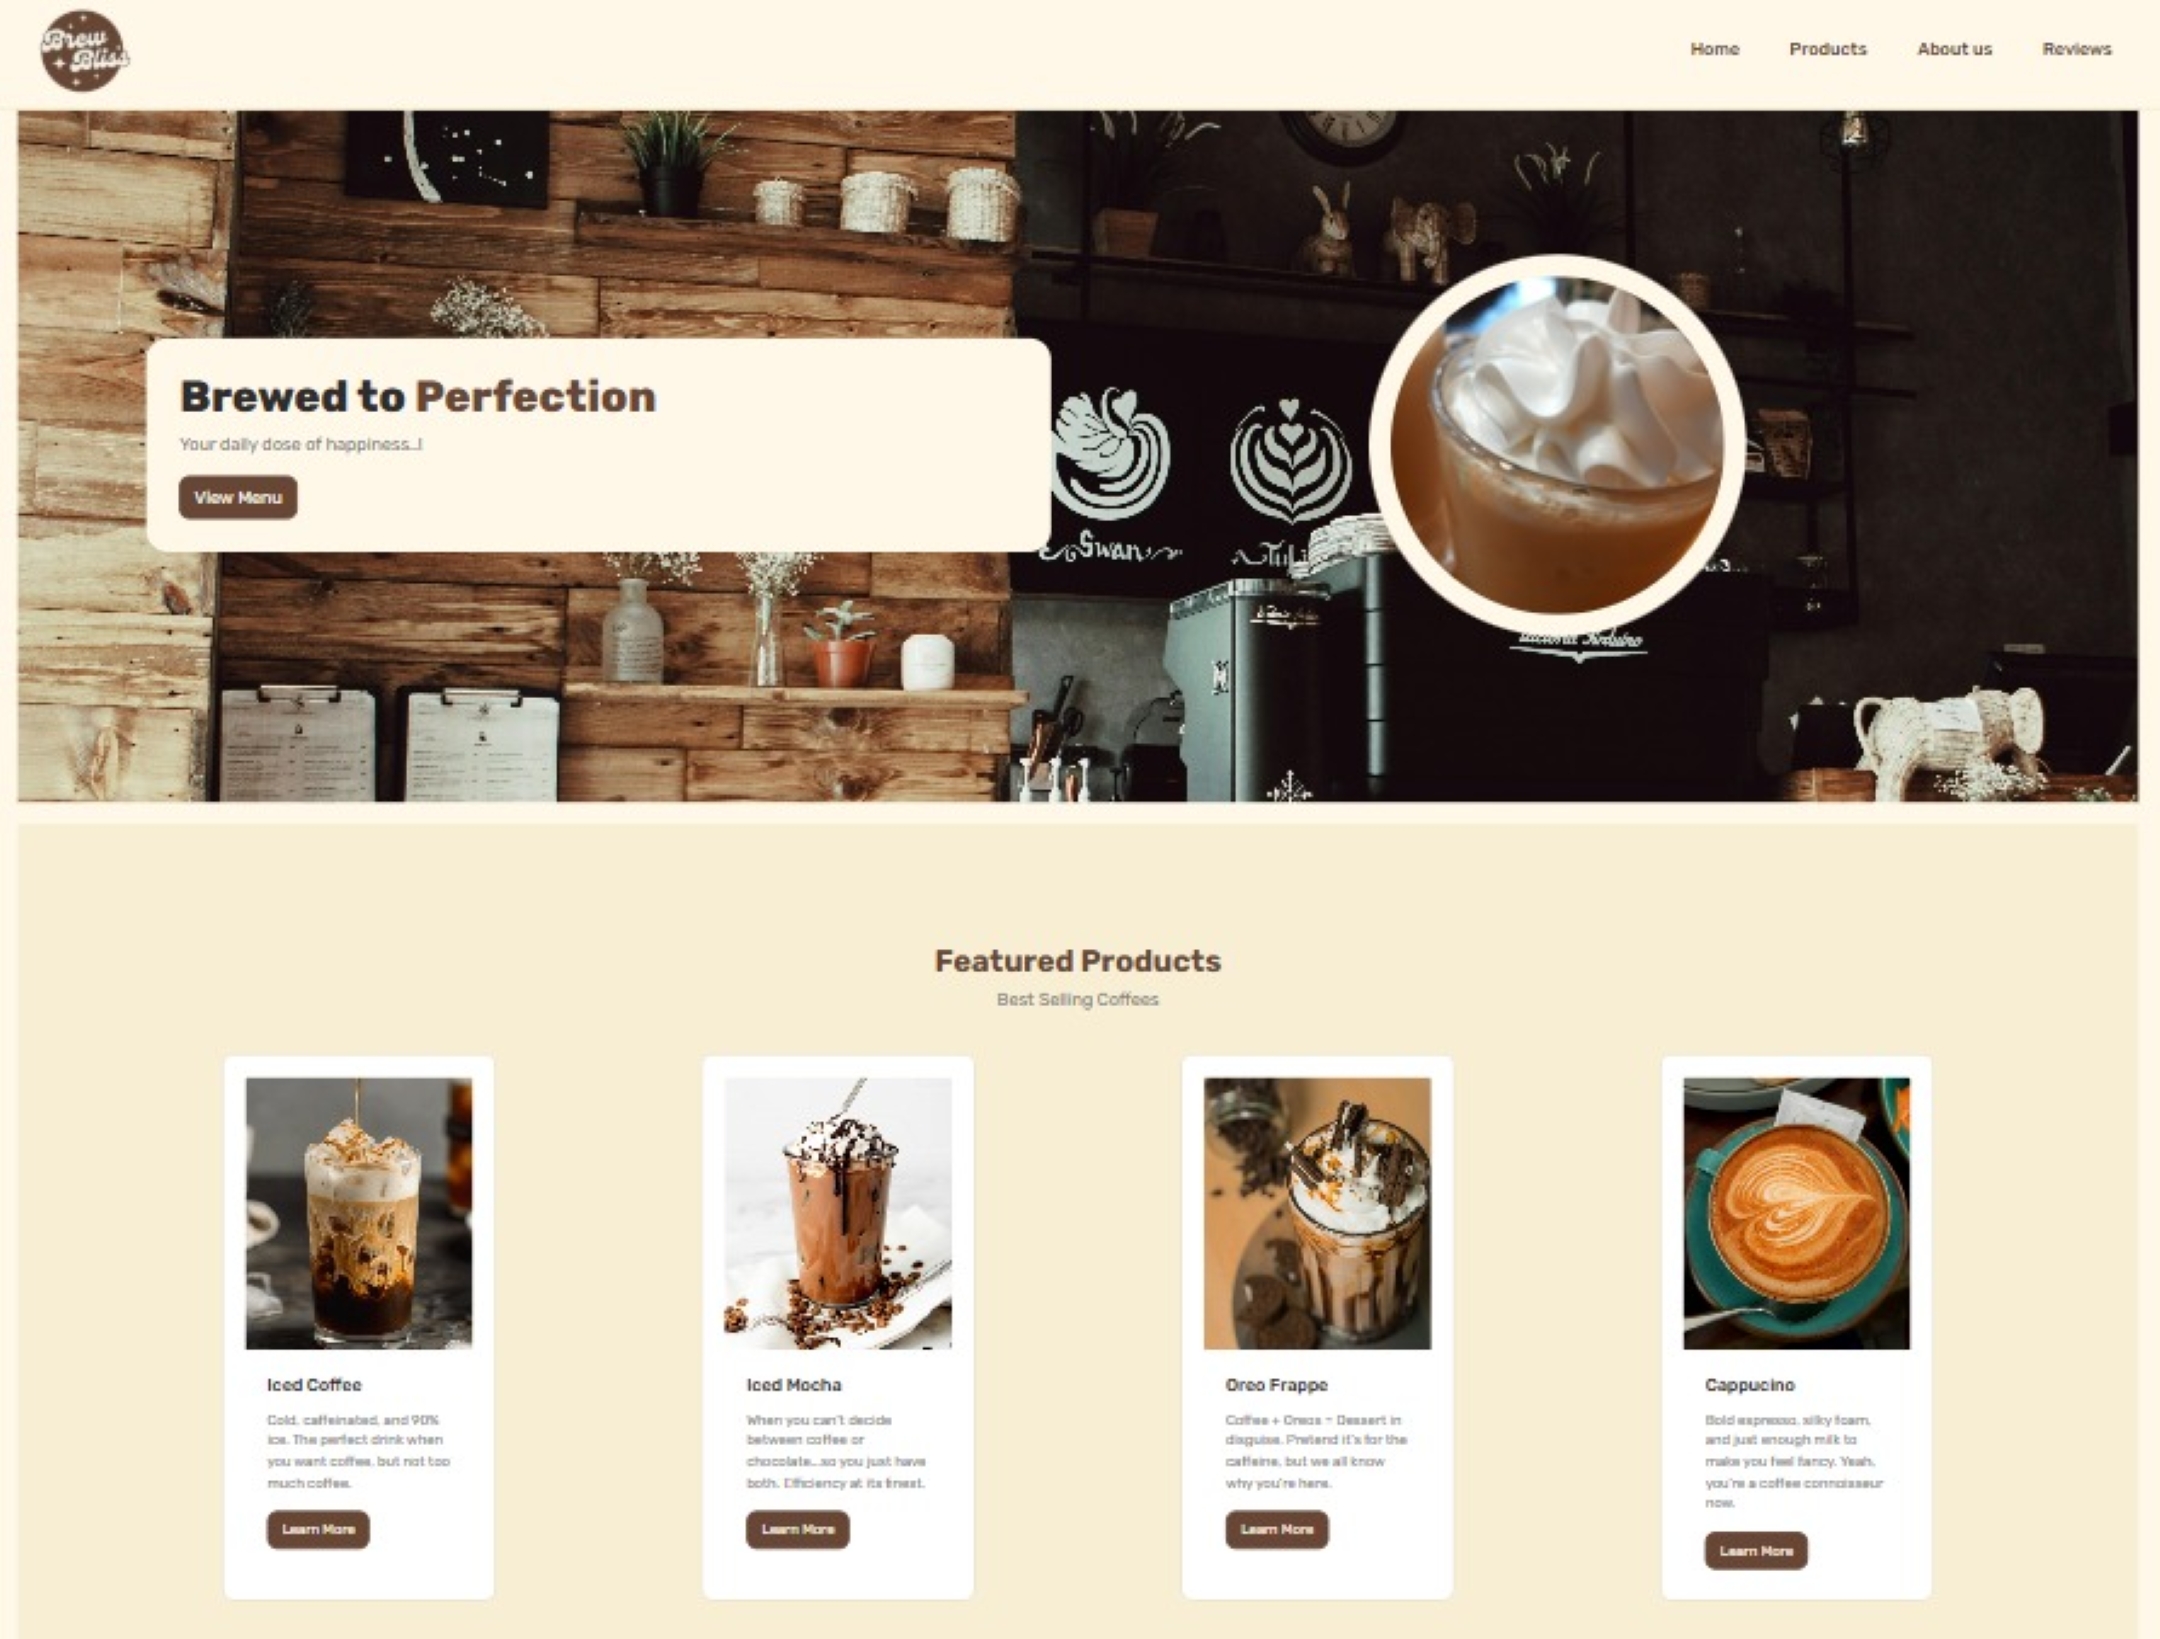 Brew
Bliss
Home
Products
About us
Reviews
Brewed to Perfection
Your daily dose of happiness..!
View Menu
Swan
Featured Products
Best Selling Coffees
Iced Coffee
Cold, caffeinated, and 90%
ice. The perfect drink when
you want coffee, but not too
much coffee.
Learn More
Iced Mocha
When you can't decide
between coffee or
chocolate...so you just have
both. Efficiency at its finest.
Learn More
Oreo Frappe
Coffee + Oreos = Dessert in
disguise. Pretend it's for the
caffeine, but we all know
why you're here.
Learn More
Cappucino
Bold espresso, silky foam,
and just enough milk to
make you feel fancy. Yeah,
you're a coffee connoisseur
now.
Learn More